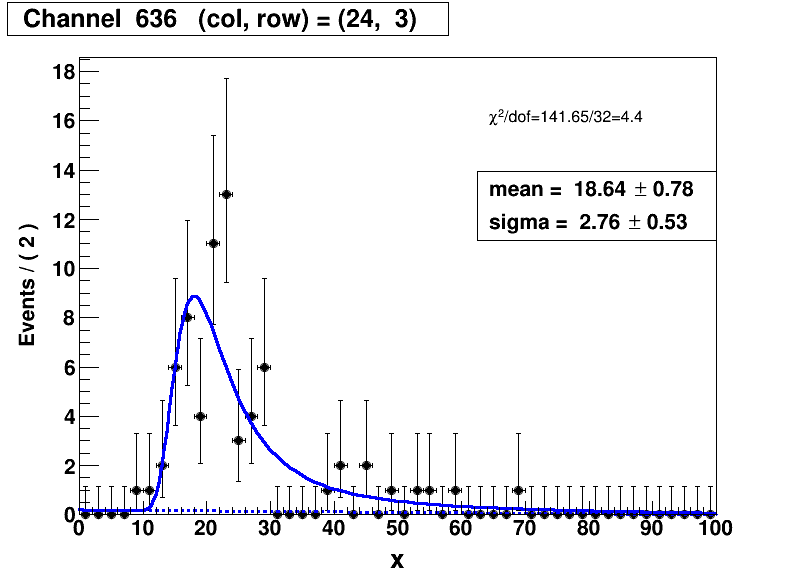 Channel 636 (col, row) = (24, 3)
χ²/dof=141.65/32=4.4
mean = 18.64 ± 0.78
sigma = 2.76 ± 0.53
Events / ( 2 )
18
16
14
12
10
8
6
4
2
0
0 10 20 30 40 50 60 70 80 90 100
x